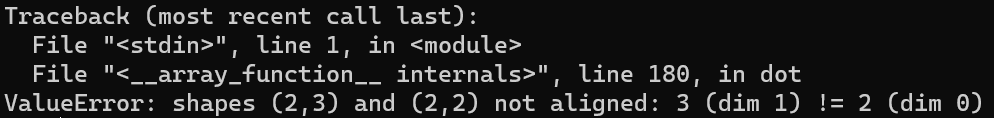 Traceback (most recent call last):
  File "<stdin>", line 1, in <module>
  File "<__array_function__ internals>", line 180, in dot
ValueError: shapes (2,3) and (2,2) not aligned: 3 (dim 1) != 2 (dim 0)